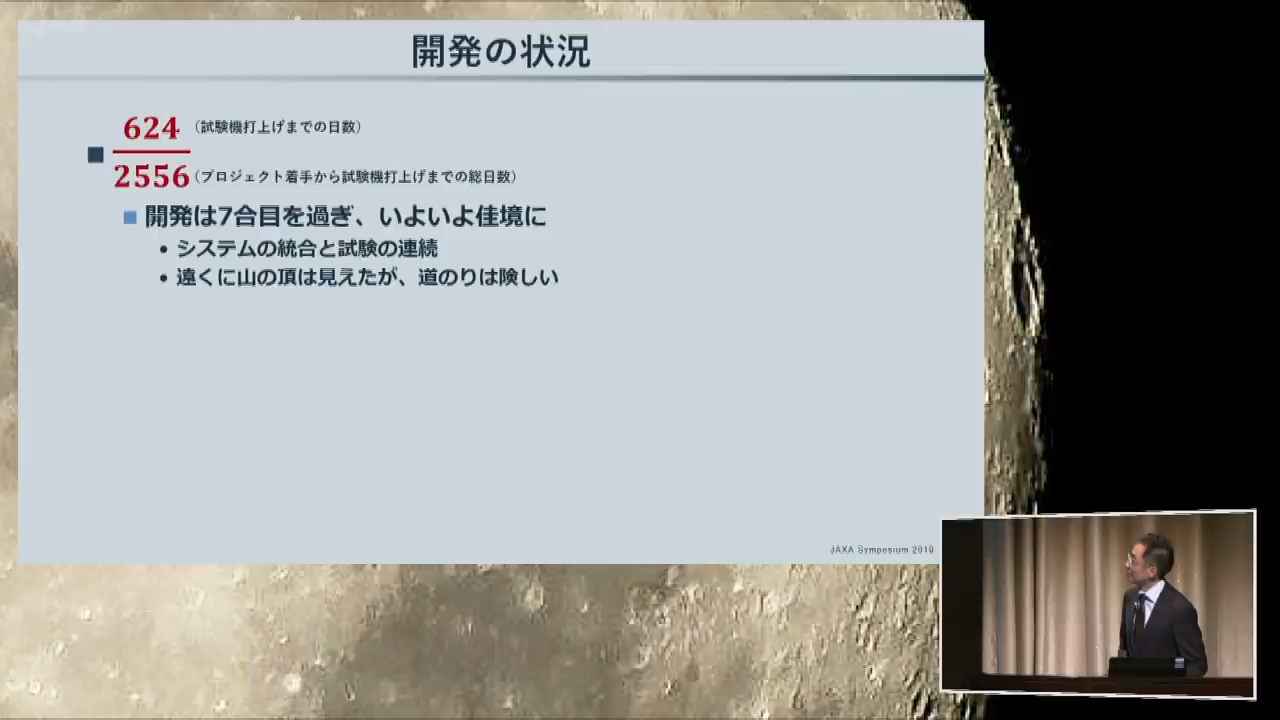 開発の状況
624 (試験機打上げまでの日数)
2556 (プロジェクト着手から試験機打上げまでの総日数)
開発は7合目を過ぎ、いよいよ佳境に
• システムの統合と試験の連続
• 遠くに山の頂は見えたが、道のりは険しい
JAXA Symposium 2018